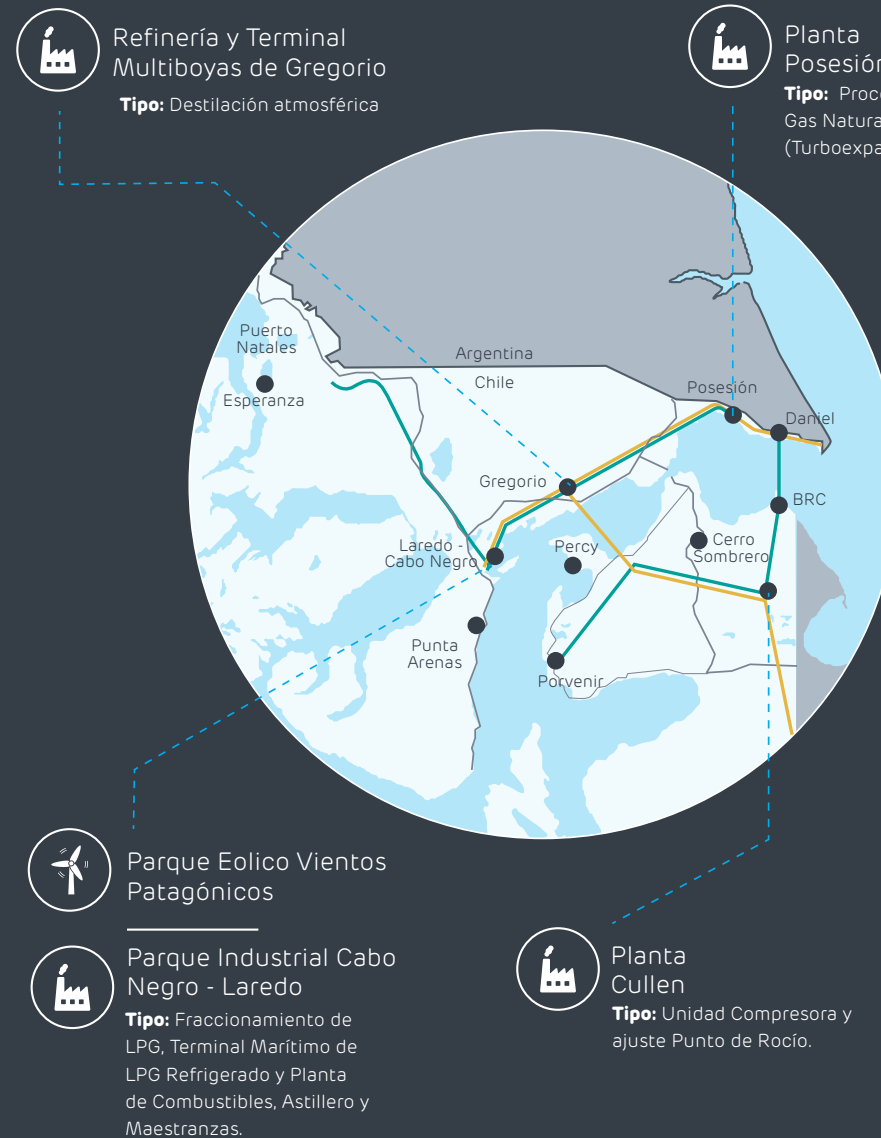 Refinería y Terminal
Multiboyas de Gregorio
Tipo: Destilación atmosférica
Planta
Posesión
Tipo:
Gas
Puerto
Natales
Esperanza
Argentina
Chile
Posesión
Daniel
Gregorio
BRC
Laredo -
Cabo Negro
Percy
Cerro
Sombrero
Punta
Arenas
Porvenir
Parque Eolico Vientos
Patagónicos
Parque Industrial Cabo
Negro - Laredo
Tipo: Fraccionamiento de
LPG, Terminal Marítimo de
LPG Refrigerado y Planta
de Combustibles, Astillero y
Maestranzas.
Planta
Cullen
Tipo: Unidad Compresora y
ajuste Punto de Rocío.